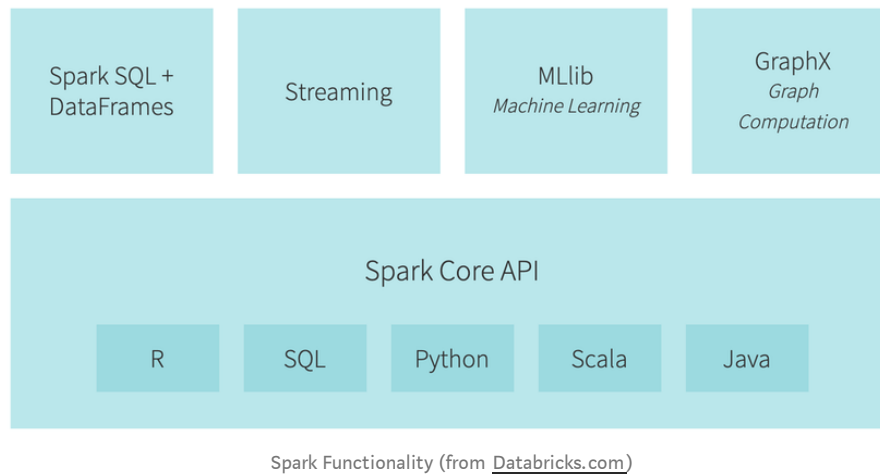 Spark SQL +
DataFrames
Streaming
MLlib
Machine Learning
GraphX
Graph
Computation
Spark Core API
R
SQL
Python
Scala
Java
Spark Functionality (from Databricks.com)